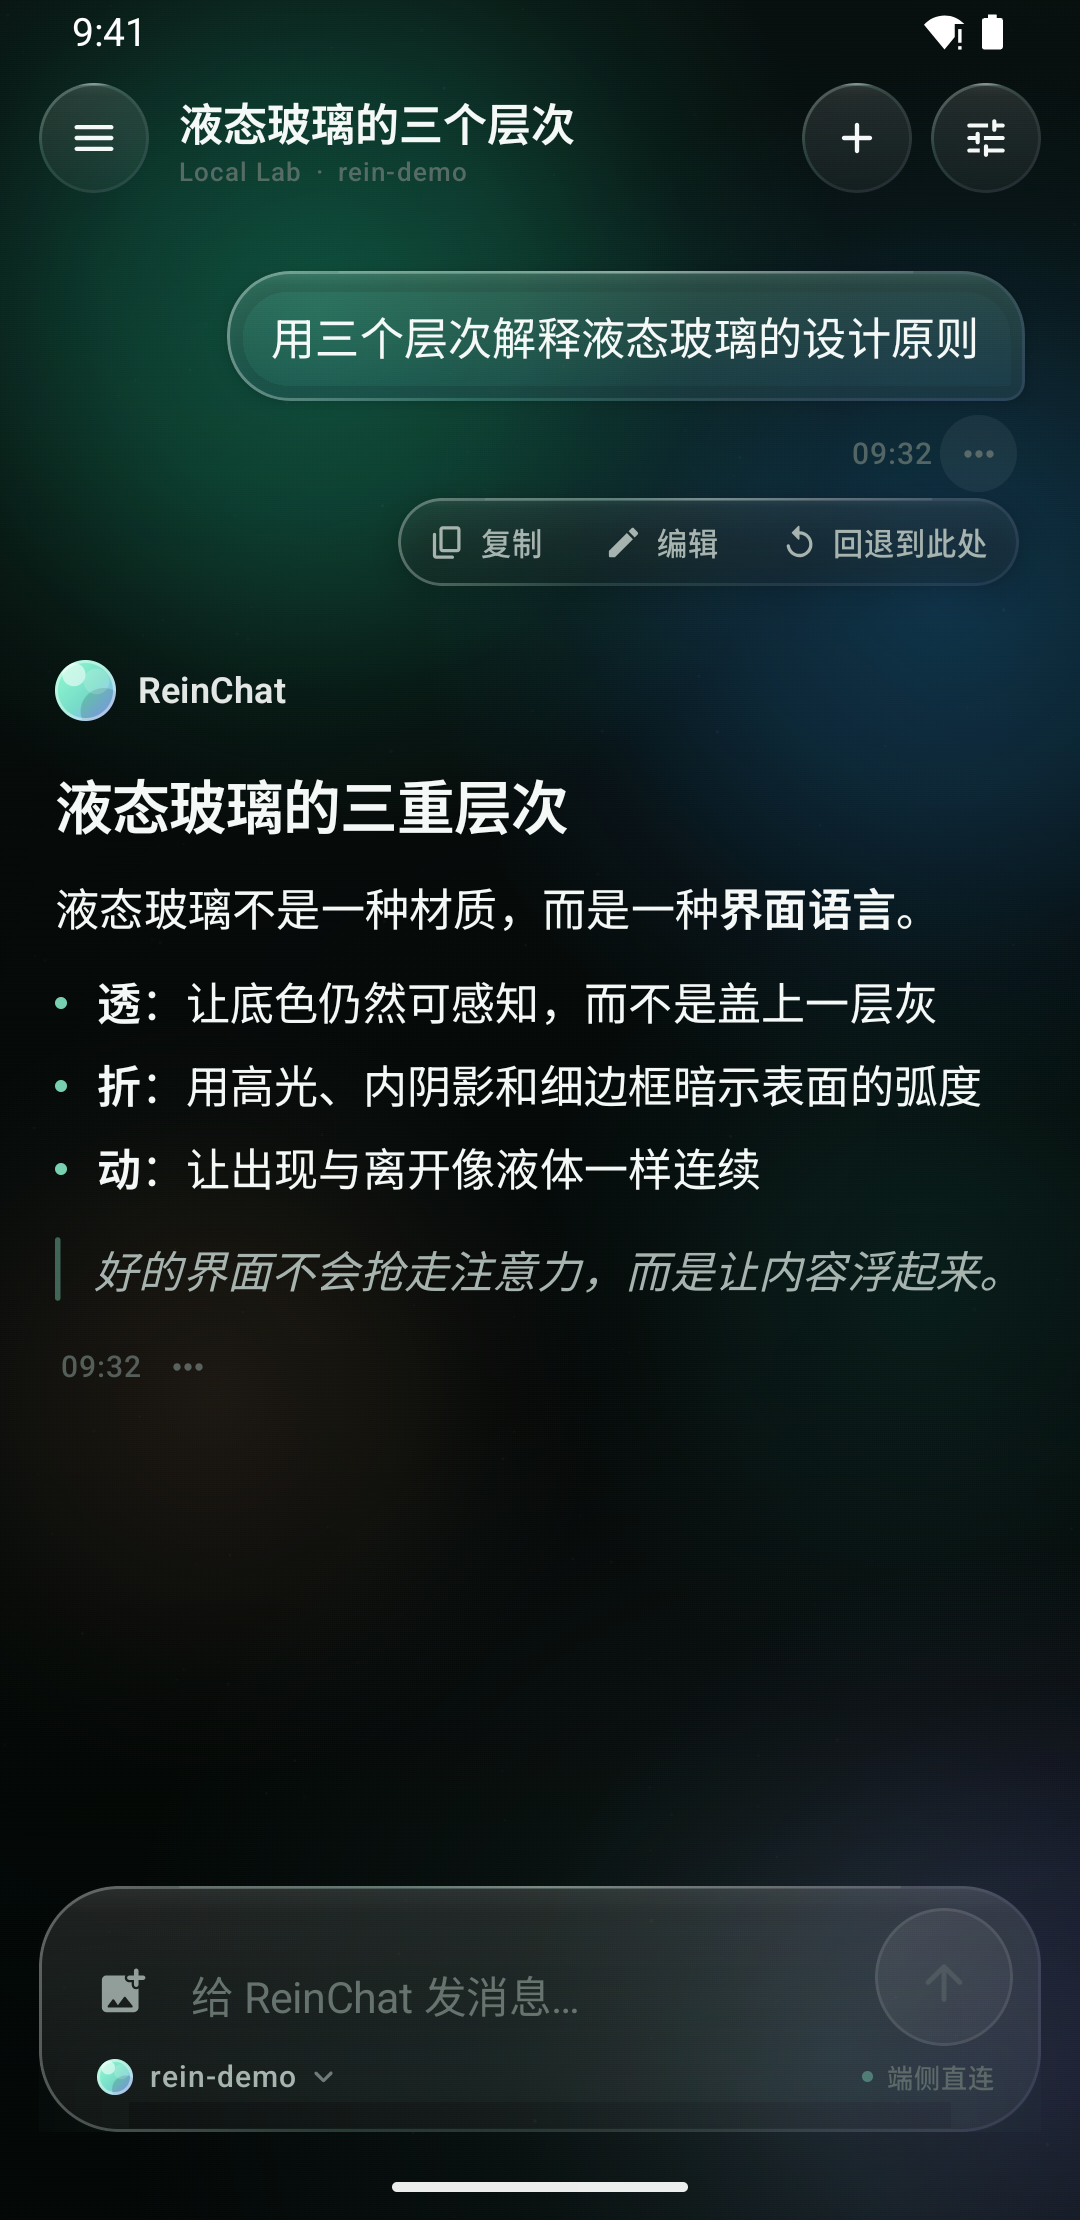 9:41
液态玻璃的三个层次
Local Lab · rein-demo
用三个层次解释液态玻璃的设计原则
09:32
复制 编辑 回退到此处
ReinChat
液态玻璃的三重层次
液态玻璃不是一种材质，而是一种界面语言。
• 透：让底色仍然可感知，而不是盖上一层灰
• 折：用高光、内阴影和细边框暗示表面的弧度
• 动：让出现与离开像液体一样连续
好的界面不会抢走注意力，而是让内容浮起来。
09:32
给 ReinChat 发消息...
rein-demo
端侧直连